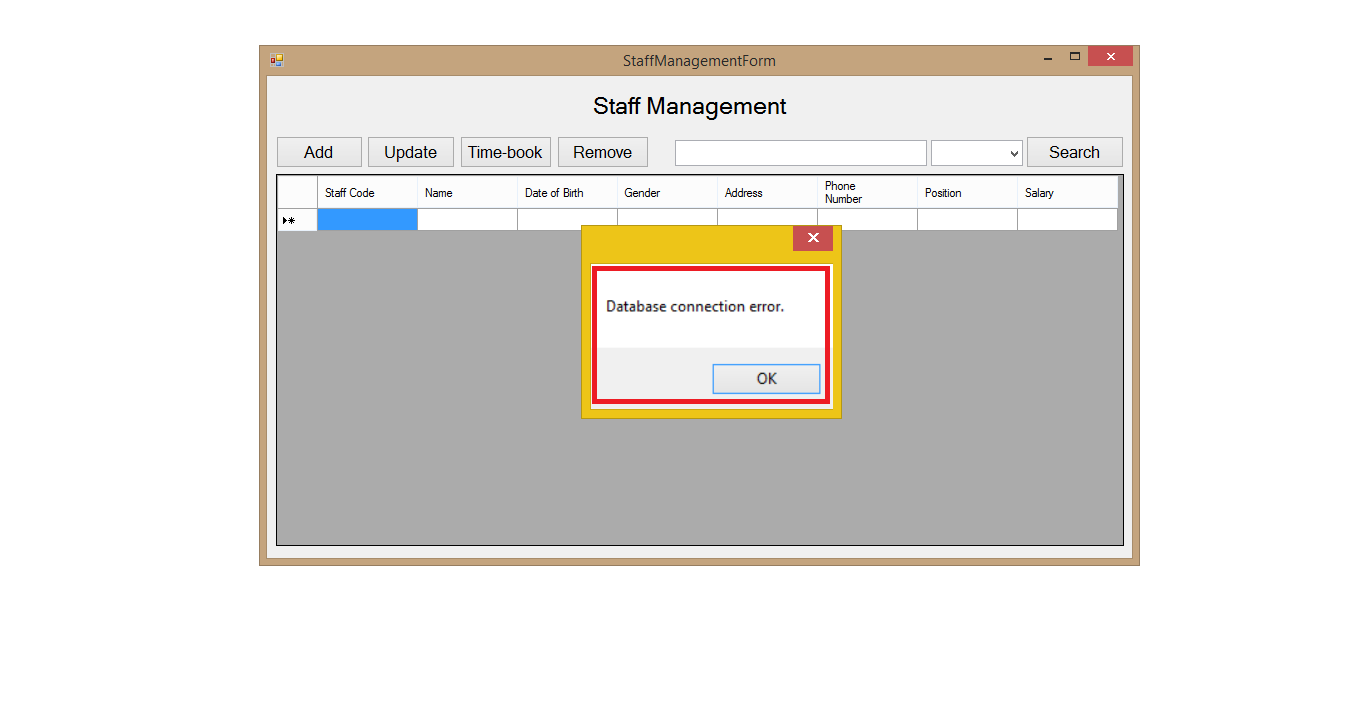 StaffManagementForm
Staff Management
Add Update Time-book Remove Search
Staff Code Name Date of Birth Gender Address Phone Number Position Salary
Database connection error.
OK